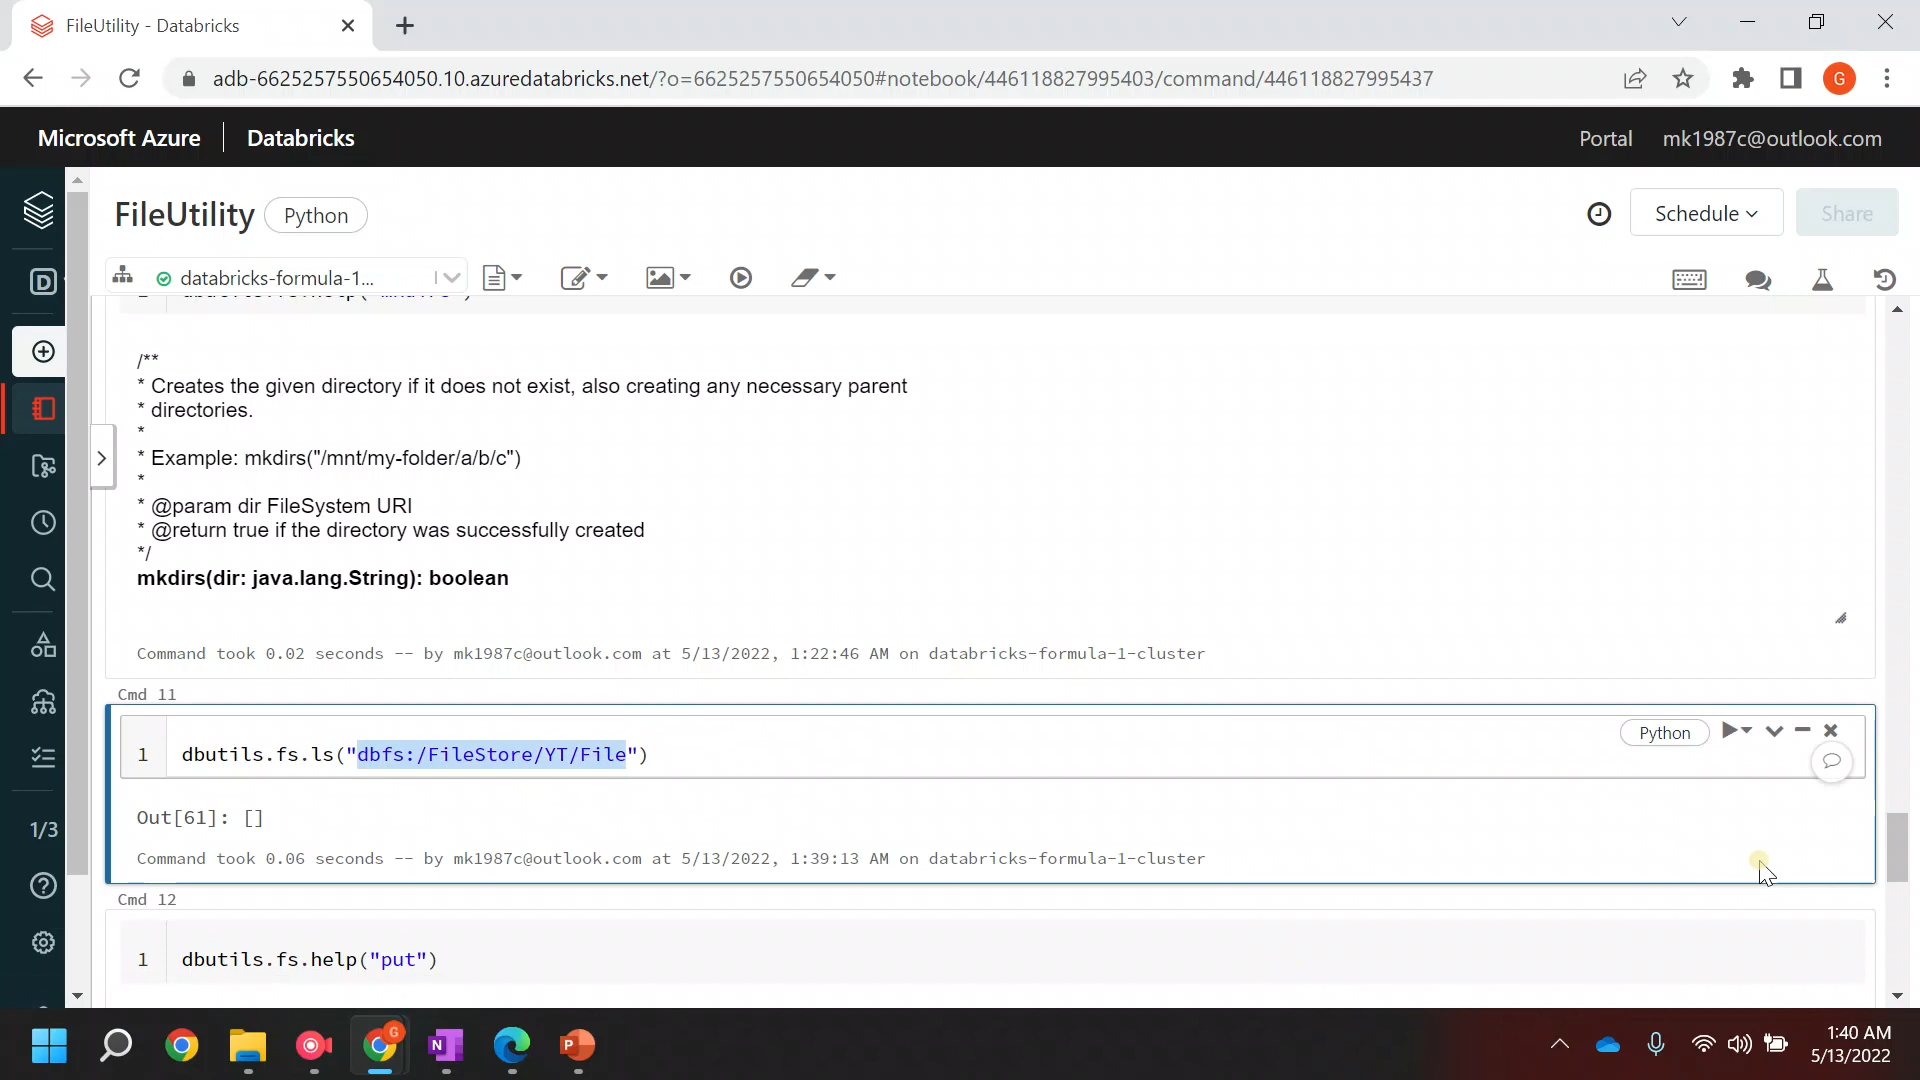 FileUtility - Databricks
adb-6625257550654050.10.azuredatabricks.net/?o=6625257550654050#notebook/446118827995403/command/446118827995437
G
Microsoft Azure
Databricks
Portal
mk1987c@outlook.com
FileUtility
Python
Schedule
Share
D
databricks-formula-1...
/**
* Creates the given directory if it does not exist, also creating any necessary parent
* directories.
*
* Example: mkdirs("/mnt/my-folder/a/b/c")
*
* @param dir FileSystem URI
* @return true if the directory was successfully created
*/
mkdirs(dir: java.lang.String): boolean
Command took 0.02 seconds -- by mk1987c@outlook.com at 5/13/2022, 1:22:46 AM on databricks-formula-1-cluster
Cmd 11
Python
1 dbutils.fs.ls("dbfs:/FileStore/YT/File")
Out[61]: []
1/3
Command took 0.06 seconds -- by mk1987c@outlook.com at 5/13/2022, 1:39:13 AM on databricks-formula-1-cluster
Cmd 12
1 dbutils.fs.help("put")
G
N
P
1:40 AM
5/13/2022